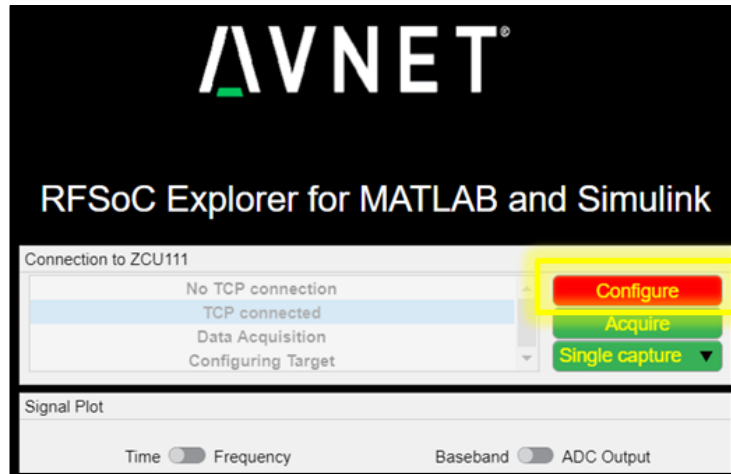 AVNET®
RFSoC Explorer for MATLAB and Simulink
Connection to ZCU111
No TCP connection
TCP connected
Data Acquisition
Configuring Target
Configure
Acquire
Single capture
Signal Plot
Time Frequency Baseband ADC Output